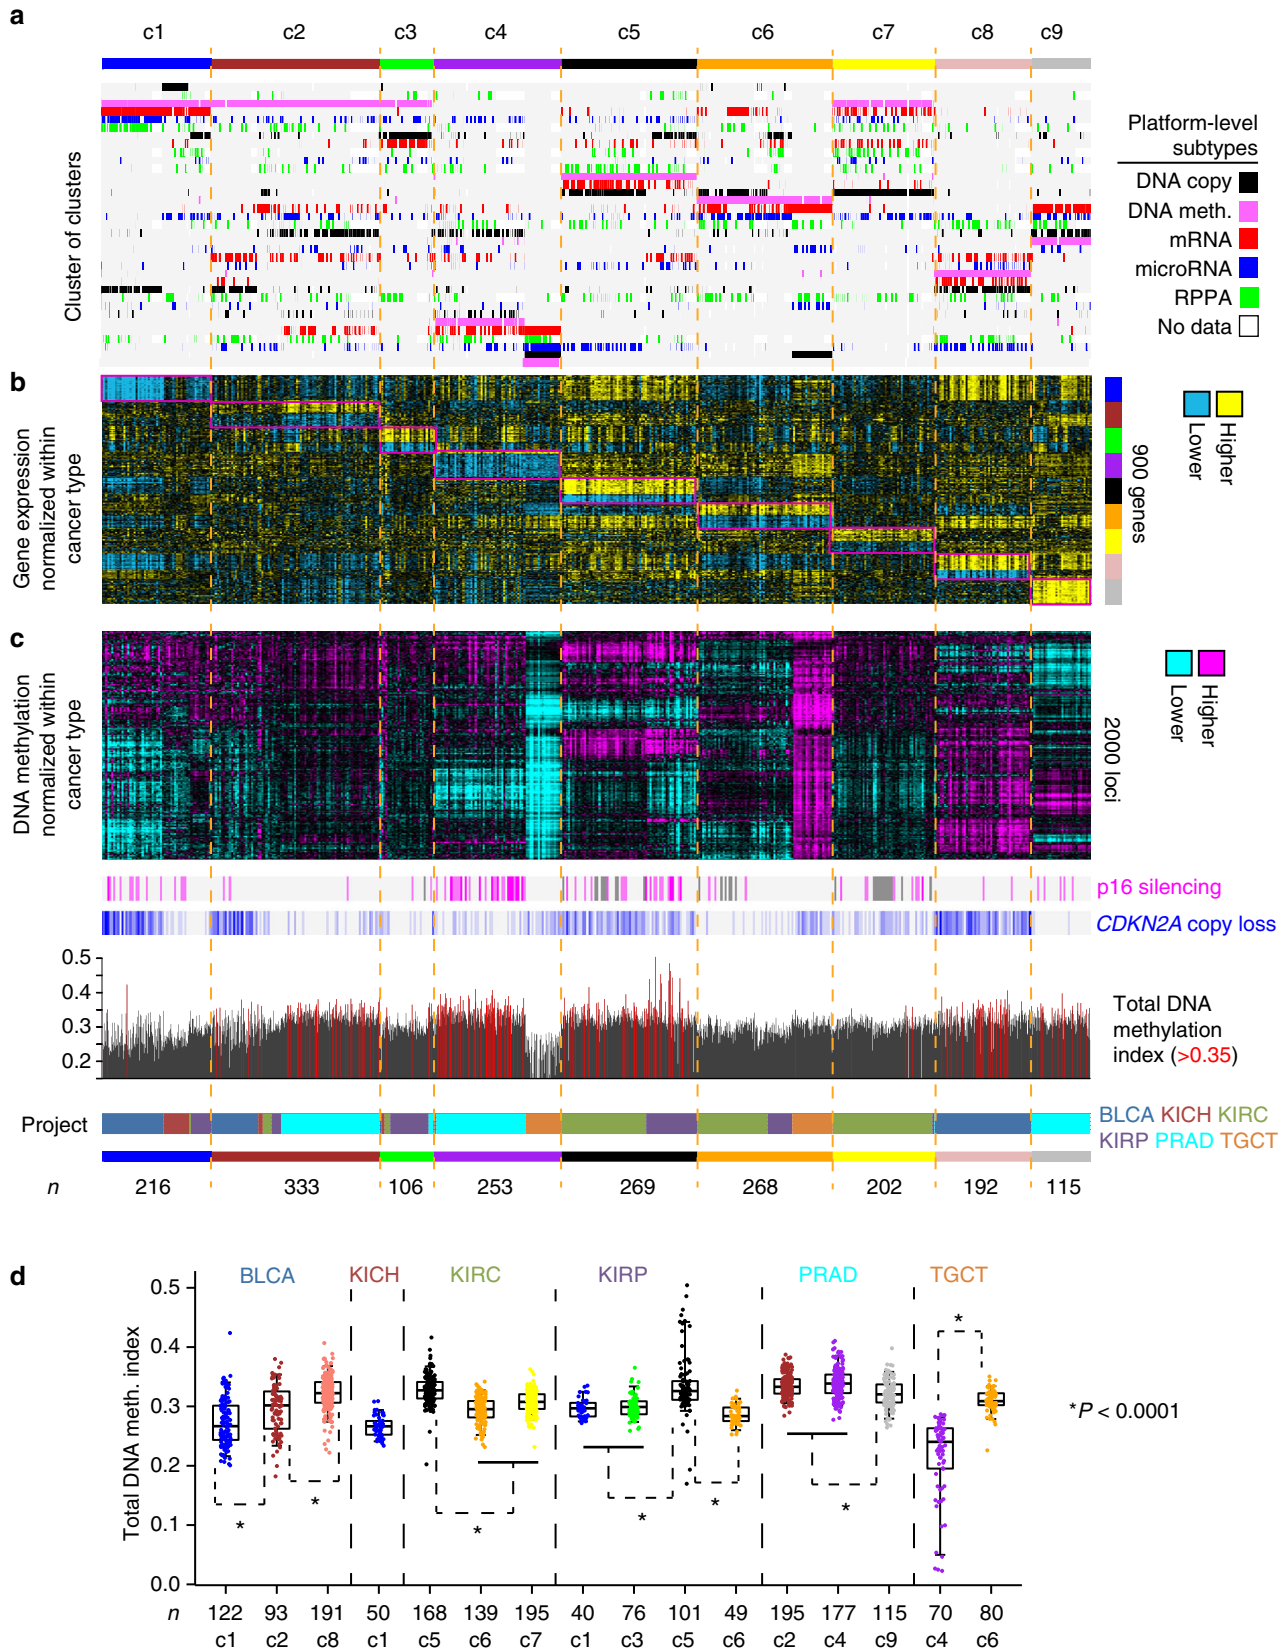 a
c1 c2 c3 c4 c5 c6 c7 c8 c9
Cluster of clusters
Platform-level
subtypes
DNA copy
DNA meth.
mRNA
microRNA
RPPA
No data
b
Gene expression
normalized within
cancer type
900 genes
Lower
Higher
c
DNA methylation
normalized within
cancer type
2000 loci
Lower
Higher
p16 silencing
CDKN2A copy loss
0.5
0.4
0.3
0.2
Total DNA
methylation
index (>0.35)
Project
BLCA KICH KIRC
KIRP PRAD TGCT
n 216 333 106 253 269 268 202 192 115
d
BLCA KICH KIRC KIRP PRAD TGCT
Total DNA meth. index
0.5
0.4
0.3
0.2
0.1
0.0
* * * * * * *
*P < 0.0001
n 122 93 191 50 168 139 195 40 76 101 49 195 177 115 70 80
c1 c2 c8 c1 c5 c6 c7 c1 c3 c5 c6 c2 c4 c9 c4 c6